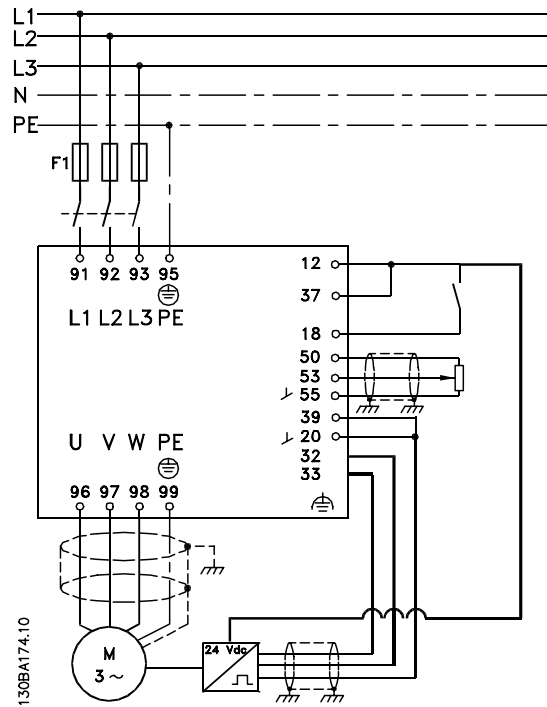 L1
L2
L3
N
PE
F1
91 92 93 95
L1 L2 L3 PE
12
37
18
50
53
55
39
20
32
33
U V W PE
96 97 98 99
M
3 ~
24 Vdc
130BA174.10